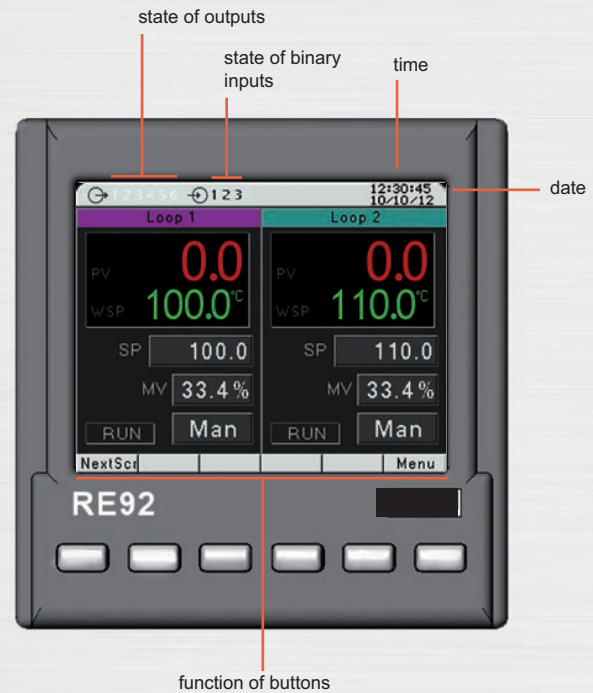 state of outputs
state of binary
inputs
time
date
123456 123
12:30:45
10/10/12
Loop 1 Loop 2
PV 0.0 PV 0.0
WSP 100.0°C WSP 110.0°C
SP 100.0 SP 110.0
MV 33.4% MV 33.4%
RUN Man RUN Man
NextScr Menu
RE92
function of buttons